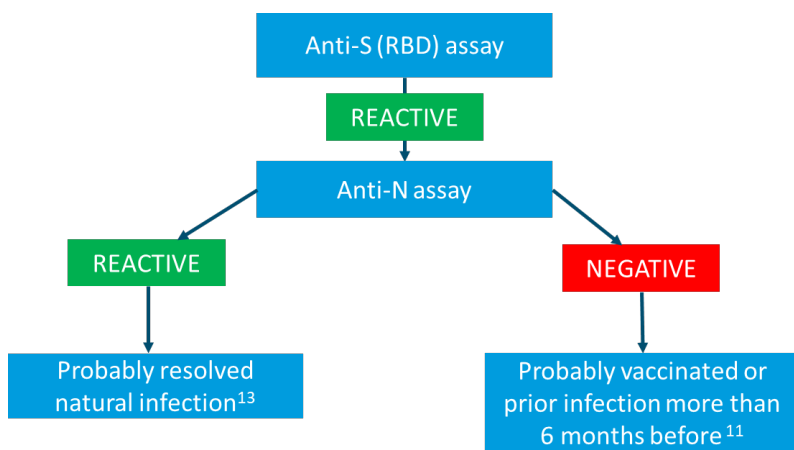 Anti-S (RBD) assay
REACTIVE
Anti-N assay
REACTIVE
NEGATIVE
Probably resolved
natural infection13
Probably vaccinated or
prior infection more than
6 months before 11